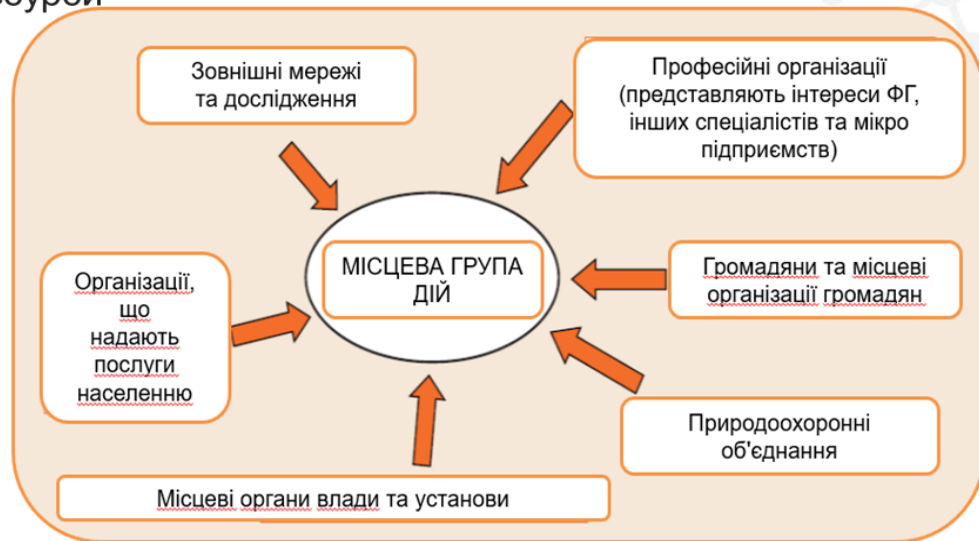 Зовнішні мережі
та дослідження
Професійні організації
(представляють інтереси ФГ,
інших спеціалістів та мікро
підприємств)
МІСЦЕВА ГРУПА
ДІЙ
Громадяни та місцеві
організації громадян
Організації,
що
надають
послуги
населенню
Природоохоронні
об'єднання
Місцеві органи влади та установи